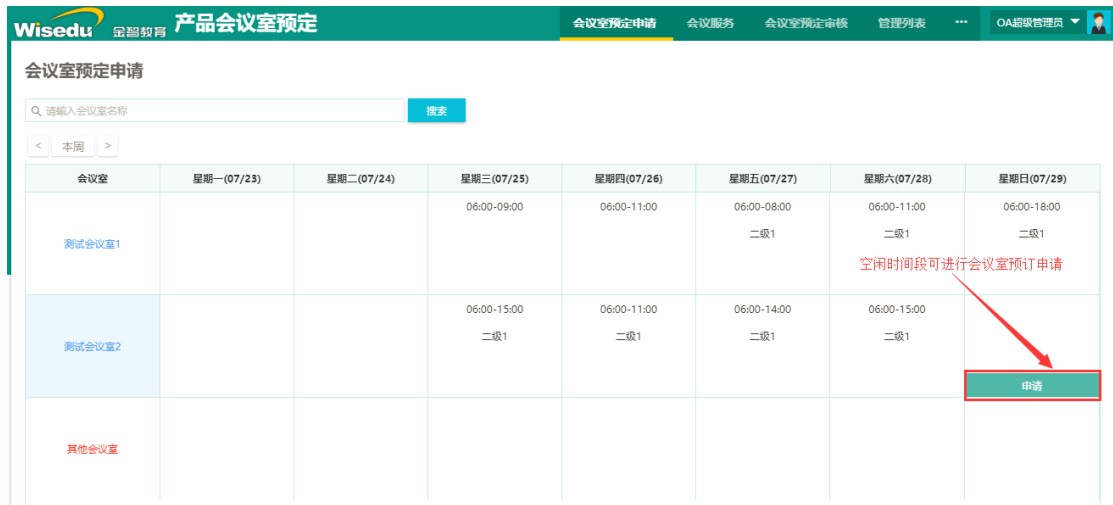 Wisedu 金智教育 产品会议室预定 会议室预定申请 会议服务 会议室预定审核 管理列表 ··· OA超级管理员
会议室预定申请
请输入会议室名称 搜索
< 本周 >
会议室 星期一(07/23) 星期二(07/24) 星期三(07/25) 星期四(07/26) 星期五(07/27) 星期六(07/28) 星期日(07/29)
06:00-09:00 06:00-11:00 06:00-08:00 06:00-11:00 06:00-18:00
二级1 二级1 二级1
测试会议室1
空闲时间段可进行会议室预订申请
06:00-15:00 06:00-11:00 06:00-14:00 06:00-15:00
二级1 二级1 二级1 二级1
测试会议室2
申请
其他会议室